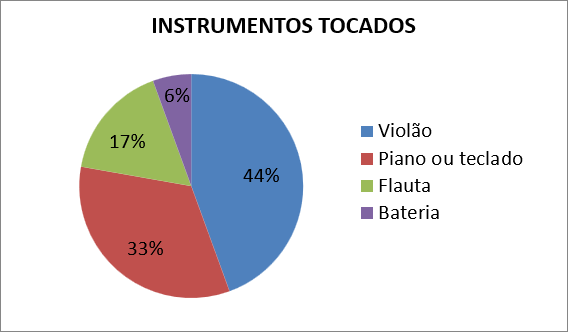 INSTRUMENTOS TOCADOS
6%
17%
44%
33%
Violão
Piano ou teclado
Flauta
Bateria